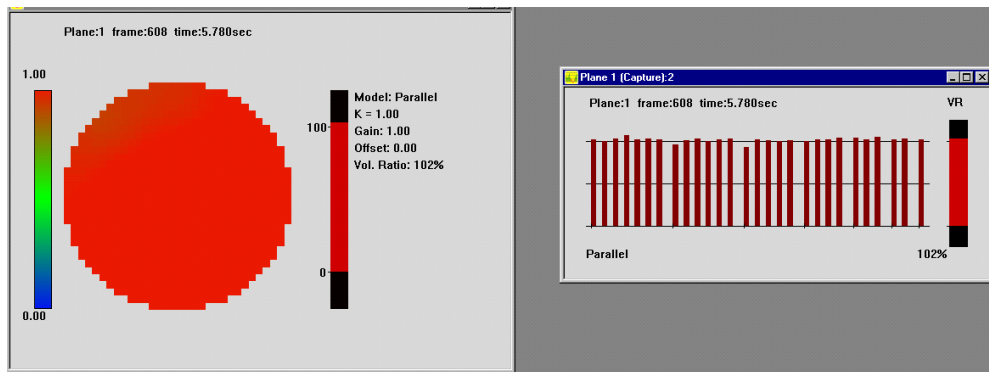 Plane:1 frame:608 time:5.780sec
1.00
0.00
100
0
Model: Parallel
K = 1.00
Gain: 1.00
Offset: 0.00
Vol. Ratio: 102%
Plane 1 (Capture):2
Plane:1 frame:608 time:5.780sec
VR
Parallel
102%